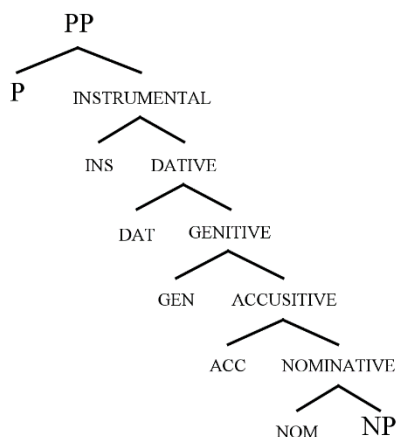 PP
P
INSTRUMENTAL
INS DATIVE
DAT GENITIVE
GEN ACCUSITIVE
ACC NOMINATIVE
NOM NP